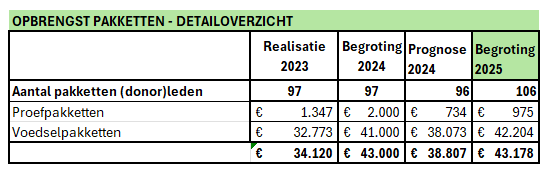 OPBRENGST PAKKETTEN - DETAILOVERZICHT
Realisatie 2023 Begroting 2024 Prognose 2024 Begroting 2025
Aantal pakketten (donor)leden 97 97 96 106
Proefpakketten € 1.347 € 2.000 € 734 € 975
Voedselpakketten € 32.773 € 41.000 € 38.073 € 42.204
€ 34.120 € 43.000 € 38.807 € 43.178